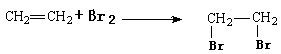 CH₂=CH₂ + Br₂ ⟶ CH₂—CH₂
Br Br